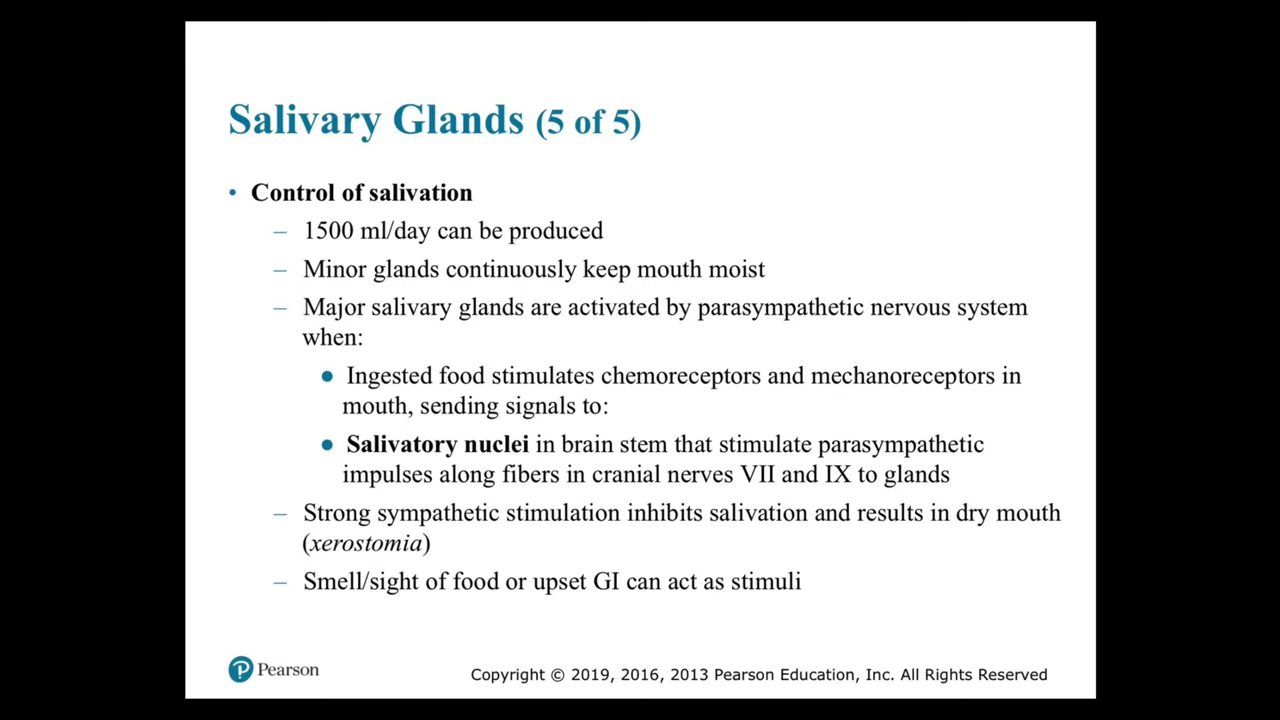 Salivary Glands (5 of 5)
• Control of salivation
– 1500 ml/day can be produced
– Minor glands continuously keep mouth moist
– Major salivary glands are activated by parasympathetic nervous system
when:
● Ingested food stimulates chemoreceptors and mechanoreceptors in
mouth, sending signals to:
● Salivatory nuclei in brain stem that stimulate parasympathetic
impulses along fibers in cranial nerves VII and IX to glands
– Strong sympathetic stimulation inhibits salivation and results in dry mouth
(xerostomia)
– Smell/sight of food or upset GI can act as stimuli
P Pearson
Copyright © 2019, 2016, 2013 Pearson Education, Inc. All Rights Reserved